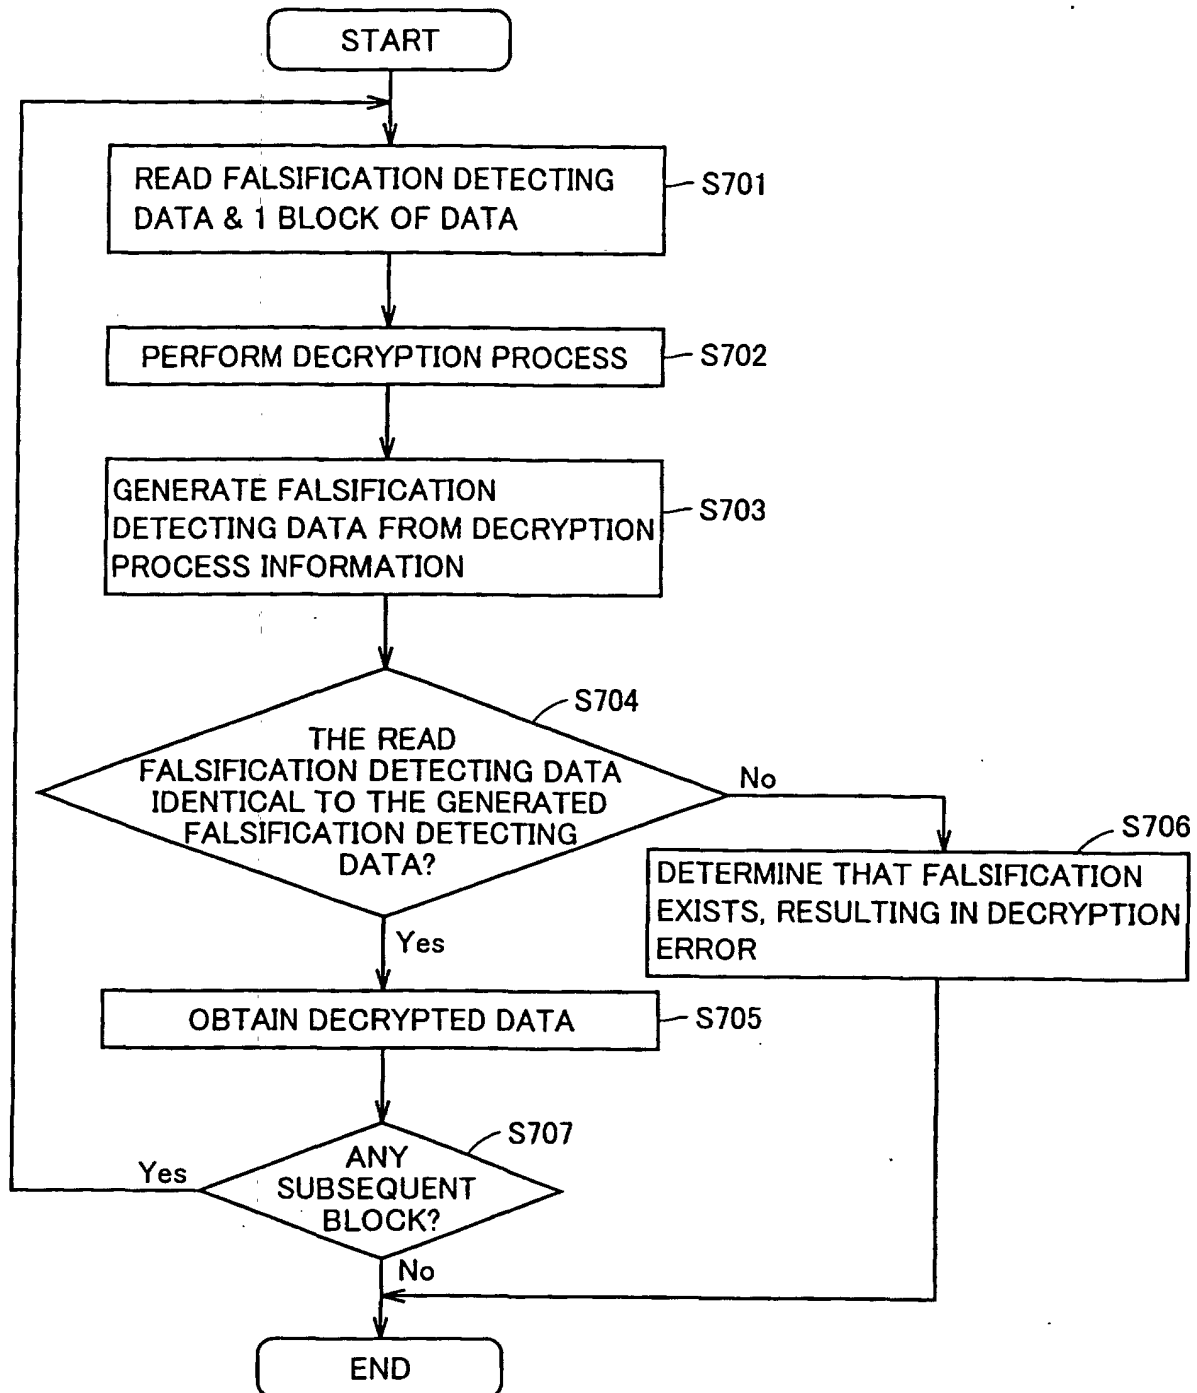 START
READ FALSIFICATION DETECTING
DATA & 1 BLOCK OF DATA
S701
PERFORM DECRYPTION PROCESS
S702
GENERATE FALSIFICATION
DETECTING DATA FROM DECRYPTION
PROCESS INFORMATION
S703
S704
THE READ
FALSIFICATION DETECTING DATA
IDENTICAL TO THE GENERATED
FALSIFICATION DETECTING
DATA?
No
S706
DETERMINE THAT FALSIFICATION
EXISTS, RESULTING IN DECRYPTION
ERROR
Yes
OBTAIN DECRYPTED DATA
S705
S707
ANY
SUBSEQUENT
BLOCK?
Yes
No
END